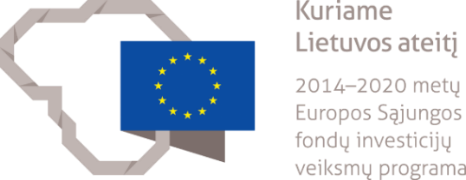 Kuriame
Lietuvos ateitį
2014–2020 metų
Europos Sąjungos
fondų investicijų
veiksmų programa